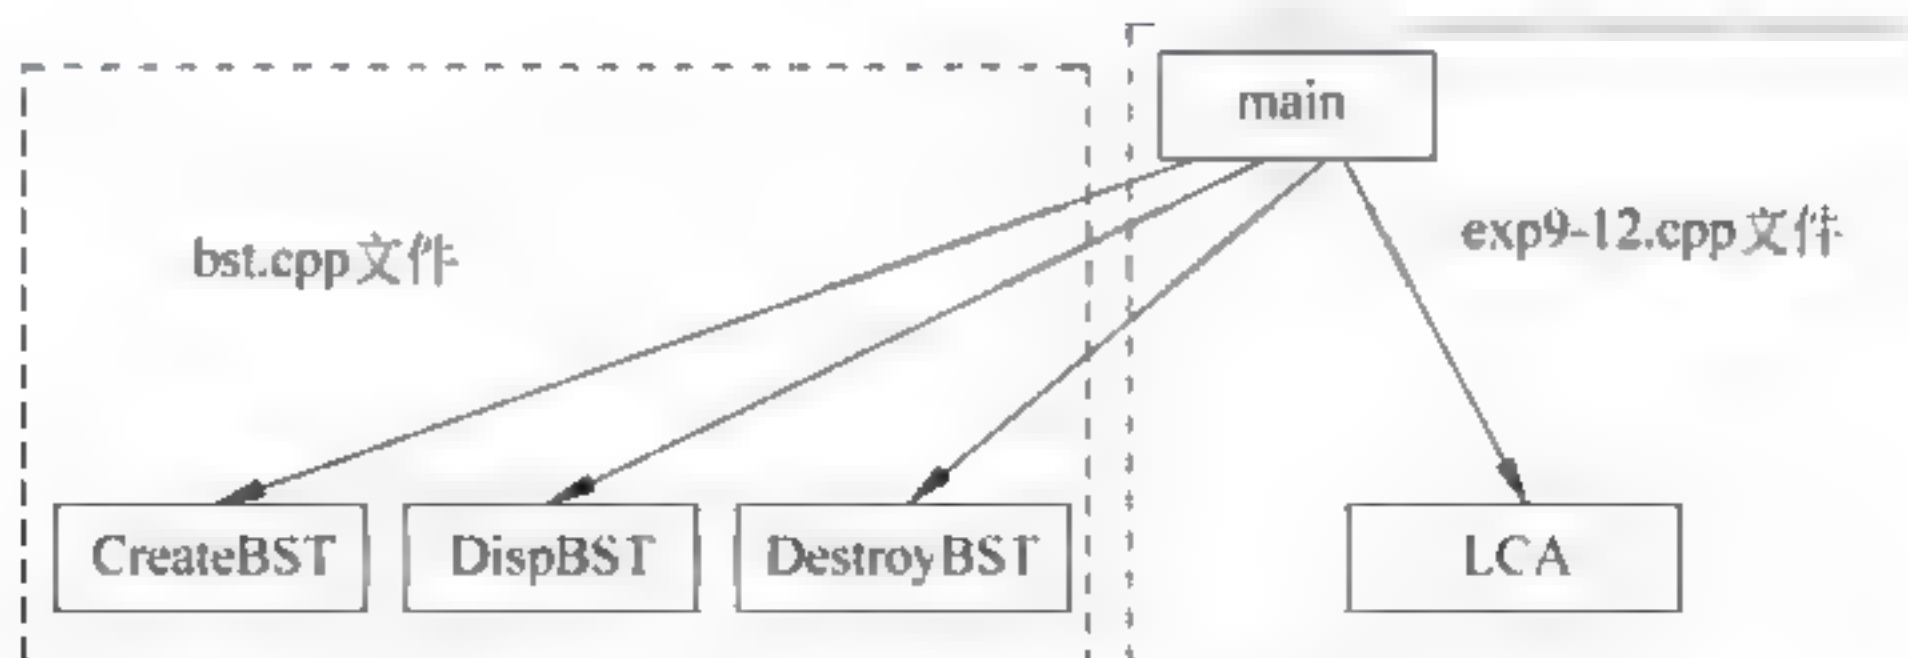 main
bst.cpp文件
exp9-12.cpp文件
CreateBST
DispBST
DestroyBST
LCA